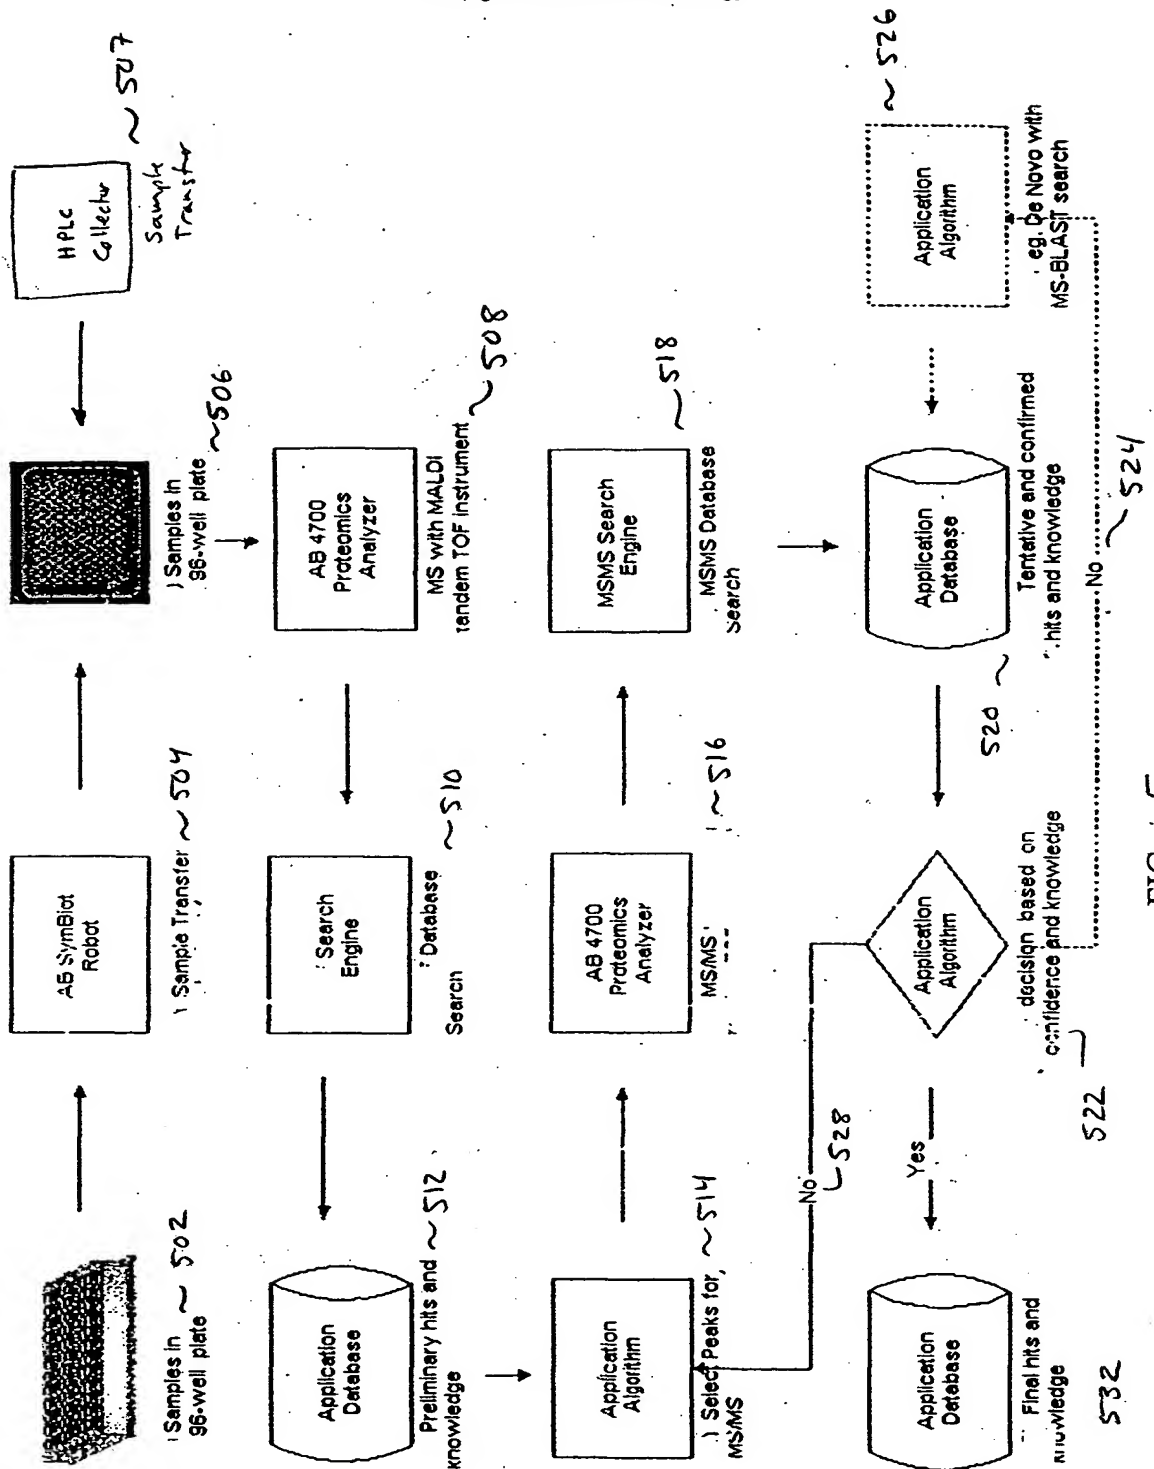 Samples in
96-well plate
~ 502
AB SymBiot
Robot
Sample Transfer
~ 504
Samples in
96-well plate
~ 506
HPLC
Collector
Sample
Transfer
~ 507
AB 4700
Proteomics
Analyzer
MS with MALDI
tandem TOF instrument
~ 508
Search
Engine
Database
Search
~ 510
Application
Database
Preliminary hits and
knowledge
~ 512
Application
Algorithm
) Select Peaks for,
MS/MS
~ 514
AB 4700
Proteomics
Analyzer
MS/MS
~ 516
MSMS Search
Engine
MSMS Database
Search
~ 518
Application
Database
Tentative and confirmed
hits and knowledge
520 ~
Application
Algorithm
eg. De Novo with
MS-BLAST search
~ 526
Application
Algorithm
decision based on
confidence and knowledge
522
No
524
No
528
Yes
Application
Database
Final hits and
knowledge
532